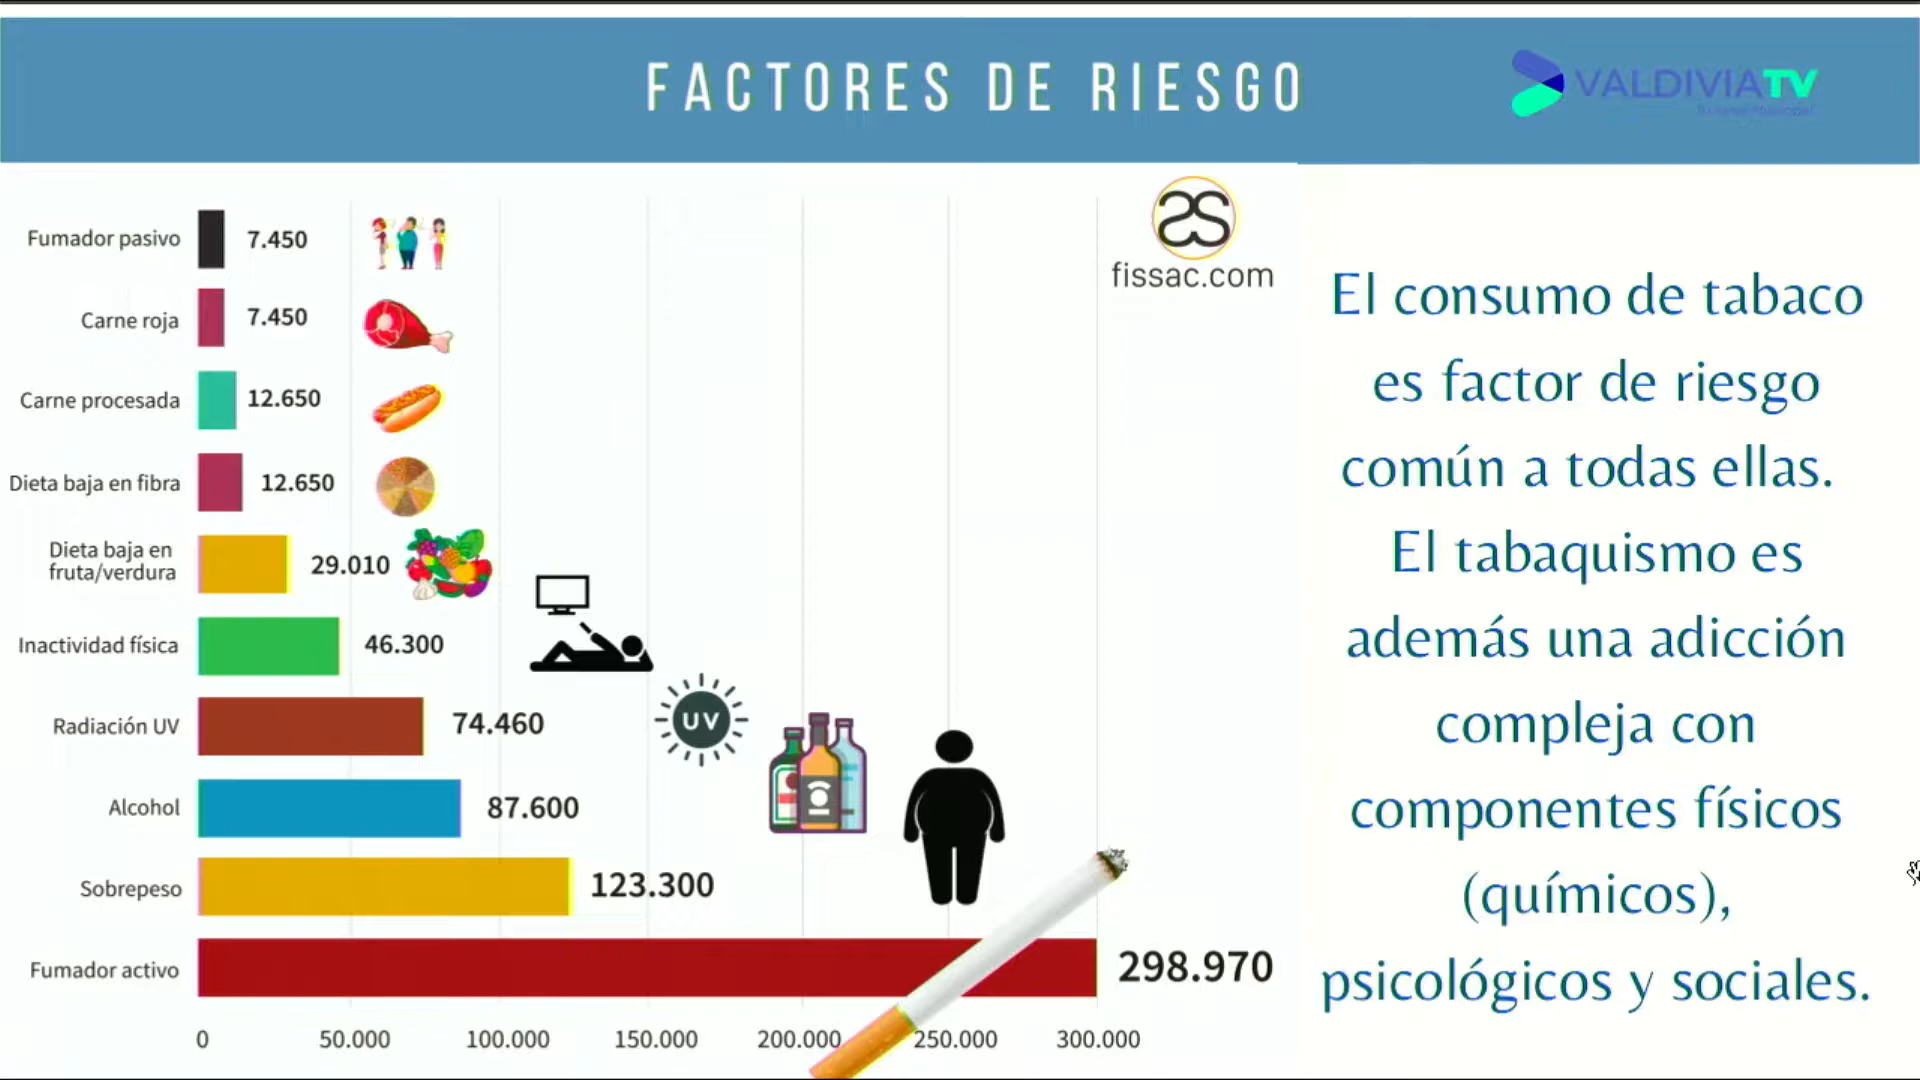 FACTORES DE RIESGO
VALDIVIATV
fissac.com
Fumador pasivo
7.450
Carne roja
7.450
Carne procesada
12.650
Dieta baja en fibra
12.650
Dieta baja en
fruta/verdura
29.010
Inactividad física
46.300
Radiación UV
74.460
UV
Alcohol
87.600
Sobrepeso
123.300
Fumador activo
298.970
0 50.000 100.000 150.000 200.000 250.000 300.000
El consumo de tabaco
es factor de riesgo
común a todas ellas.
El tabaquismo es
además una adicción
compleja con
componentes físicos
(químicos),
psicológicos y sociales.